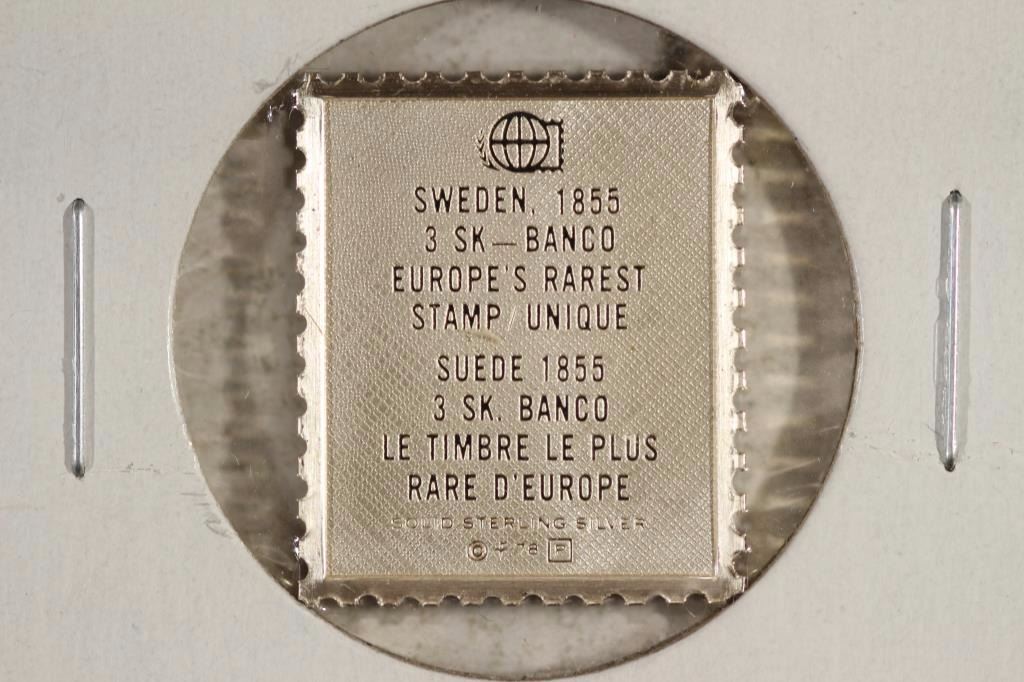 SWEDEN, 1855
3 SK—BANCO
EUROPE'S RAREST
STAMP/UNIQUE
SUEDE 1855
3 SK. BANCO
LE TIMBRE LE PLUS
RARE D'EUROPE
SOLID STERLING SILVER
© 78 F